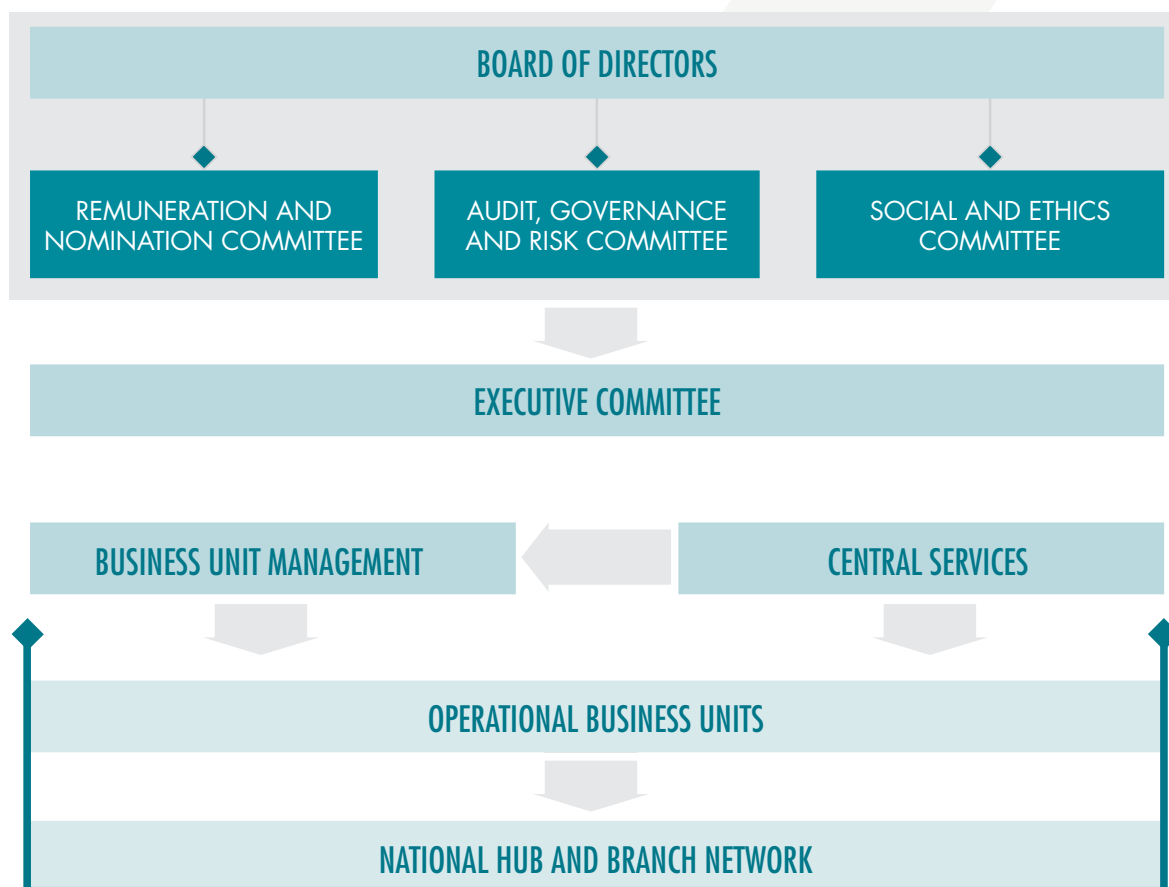 BOARD OF DIRECTORS
REMUNERATION AND
NOMINATION COMMITTEE
AUDIT, GOVERNANCE
AND RISK COMMITTEE
SOCIAL AND ETHICS
COMMITTEE
EXECUTIVE COMMITTEE
BUSINESS UNIT MANAGEMENT
CENTRAL SERVICES
OPERATIONAL BUSINESS UNITS
NATIONAL HUB AND BRANCH NETWORK